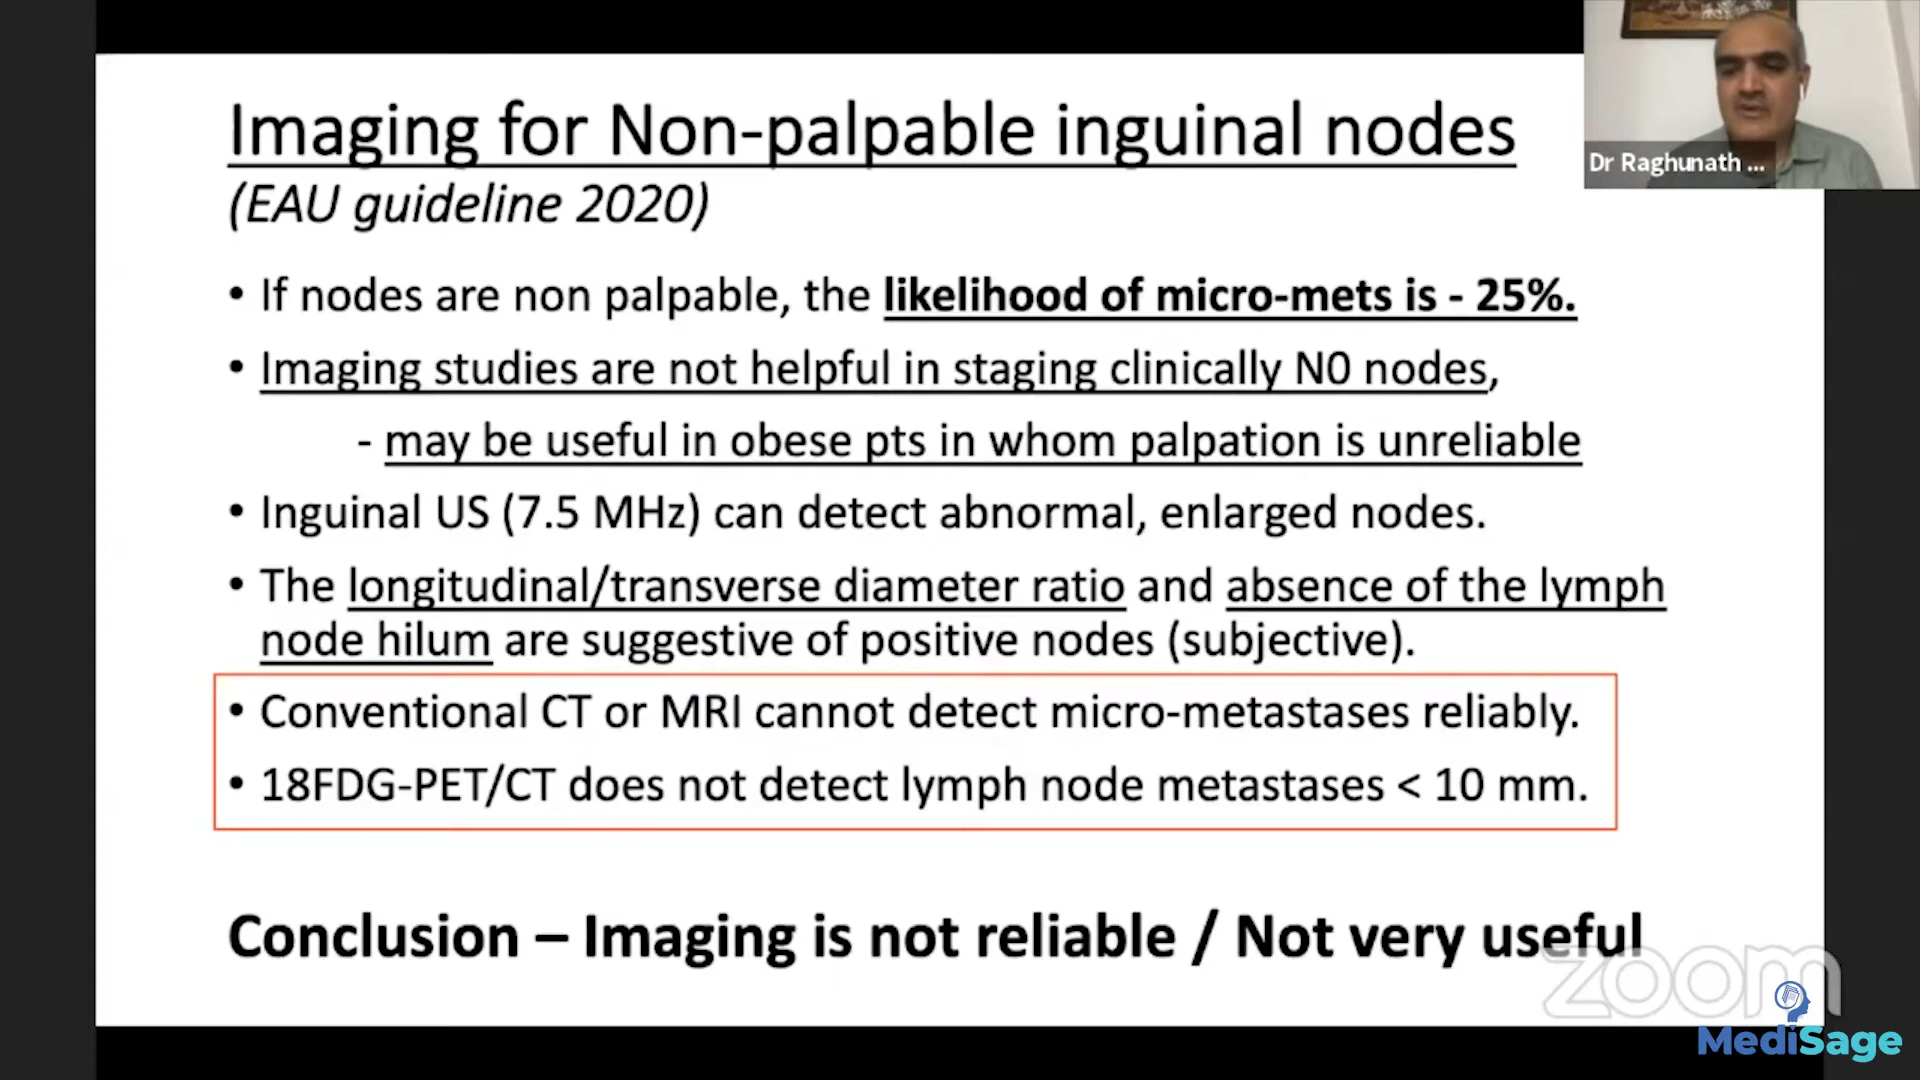 Imaging for Non-palpable inguinal nodes
(EAU guideline 2020)
Dr Raghunath ...
• If nodes are non palpable, the likelihood of micro-mets is - 25%.
• Imaging studies are not helpful in staging clinically N0 nodes,
- may be useful in obese pts in whom palpation is unreliable
• Inguinal US (7.5 MHz) can detect abnormal, enlarged nodes.
• The longitudinal/transverse diameter ratio and absence of the lymph
node hilum are suggestive of positive nodes (subjective).
• Conventional CT or MRI cannot detect micro-metastases reliably.
• 18FDG-PET/CT does not detect lymph node metastases < 10 mm.
Conclusion – Imaging is not reliable / Not very useful
zoom
MediSage